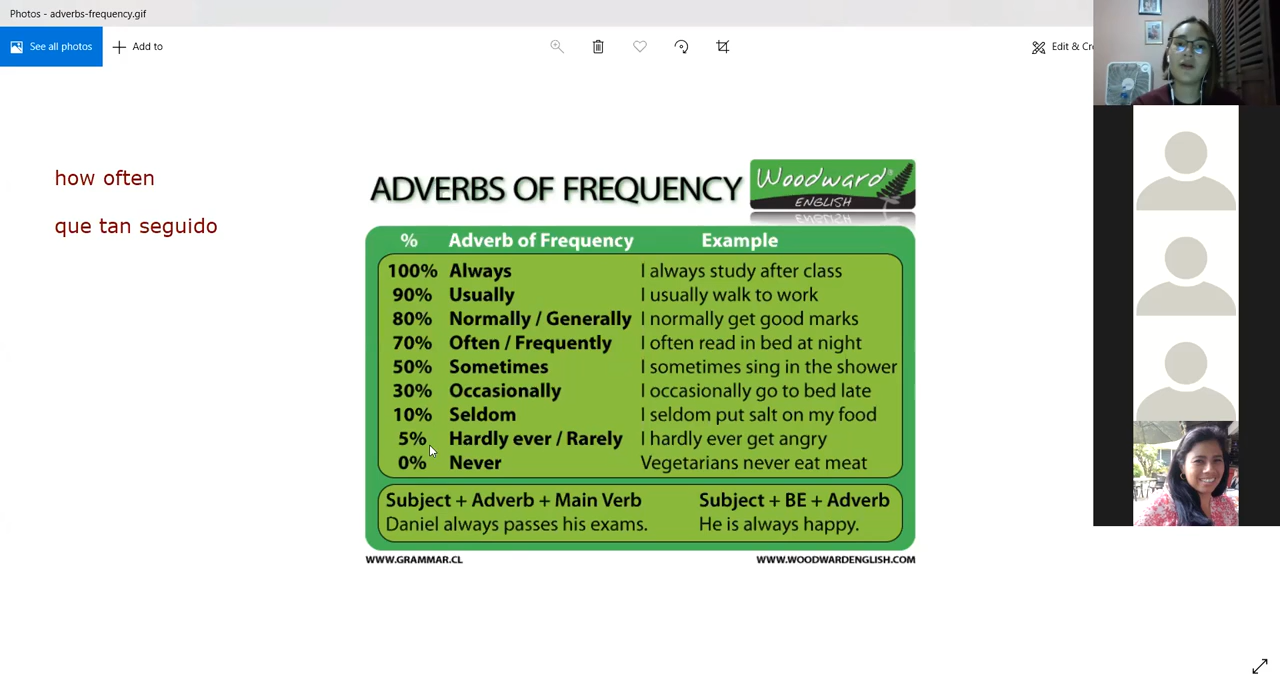 Photos - adverbs-frequency.gif
See all photos
Add to
Edit & Cr
how often
que tan seguido
ADVERBS OF FREQUENCY
Woodward®
ENGLISH
% Adverb of Frequency Example
100% Always I always study after class
90% Usually I usually walk to work
80% Normally / Generally I normally get good marks
70% Often / Frequently I often read in bed at night
50% Sometimes I sometimes sing in the shower
30% Occasionally I occasionally go to bed late
10% Seldom I seldom put salt on my food
5% Hardly ever / Rarely I hardly ever get angry
0% Never Vegetarians never eat meat
Subject + Adverb + Main Verb Subject + BE + Adverb
Daniel always passes his exams. He is always happy.
WWW.GRAMMAR.CL WWW.WOODWARDENGLISH.COM